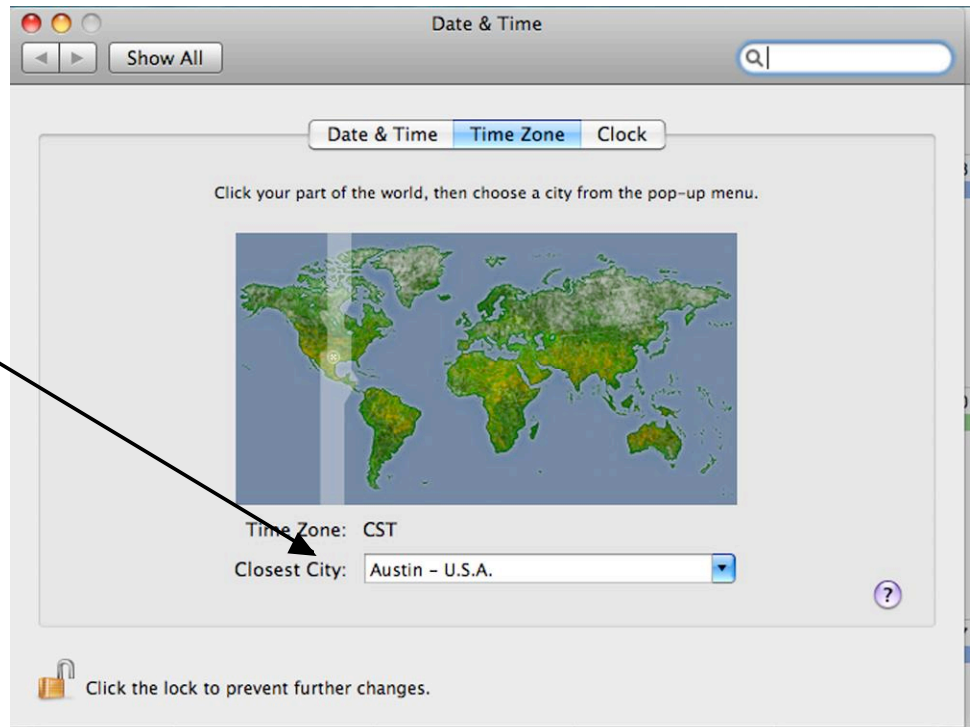 Date & Time
Show All
Date & Time Time Zone Clock
Click your part of the world, then choose a city from the pop-up menu.
Time Zone: CST
Closest City: Austin – U.S.A.
?
Click the lock to prevent further changes.